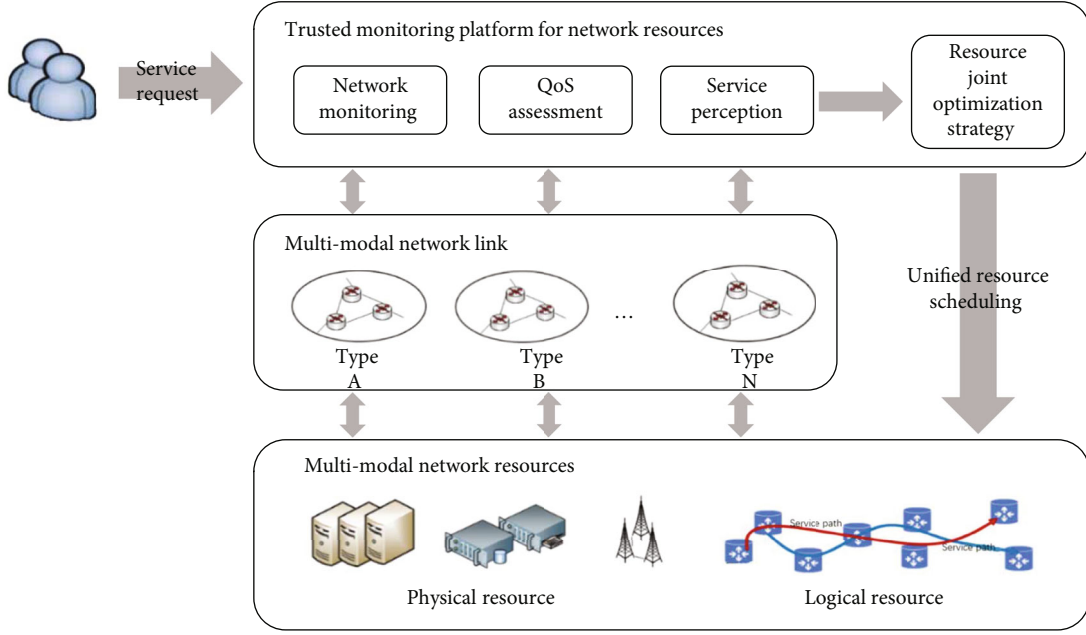 Trusted monitoring platform for network resources
Service
request
Network
monitoring
QoS
assessment
Service
perception
Resource
joint
optimization
strategy
Multi-modal network link
Type
A
Type
B
...
Type
N
Unified resource
scheduling
Multi-modal network resources
Service path
Service path
Physical resource
Logical resource